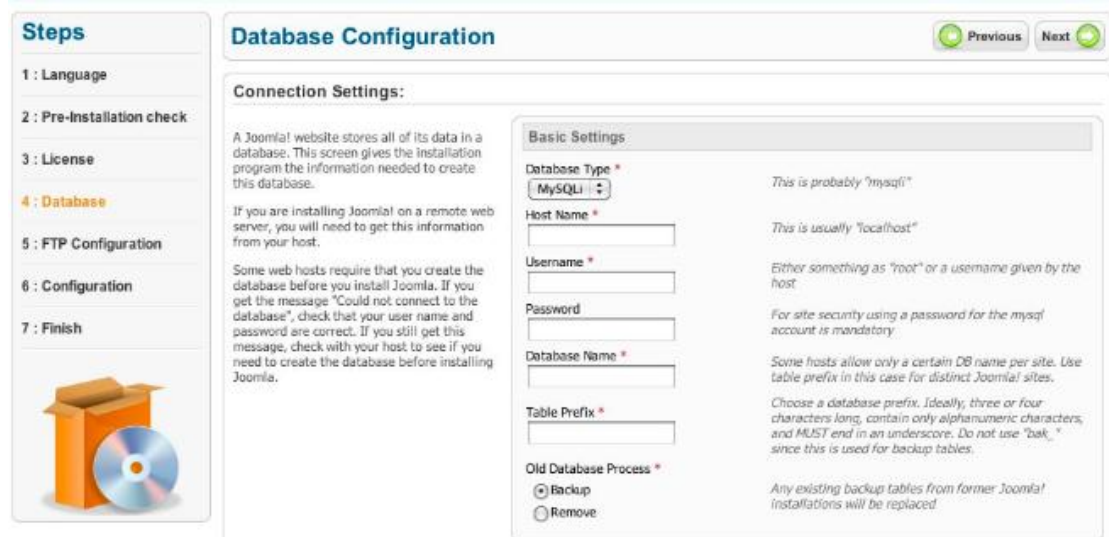 Steps
1 : Language
2 : Pre-Installation check
3 : License
4 : Database
5 : FTP Configuration
6 : Configuration
7 : Finish
Database Configuration
Previous
Next
Connection Settings:
A Joomla! website stores all of its data in a
database. This screen gives the installation
program the information needed to create
this database.
If you are installing Joomla! on a remote web
server, you will need to get this information
from your host.
Some web hosts require that you create the
database before you install Joomla. If you
get the message "Could not connect to the
database", check that your user name and
password are correct. If you still get this
message, check with your host to see if you
need to create the database before installing
Joomla.
Basic Settings
Database Type *
MySQLi
This is probably "mysqli"
Host Name *
This is usually "localhost"
Username *
Either something as "root" or a username given by the
host
Password
For site security using a password for the mysql
account is mandatory
Database Name *
Some hosts allow only a certain DB name per site. Use
table prefix in this case for distinct Joomla! sites.
Table Prefix *
Choose a database prefix. Ideally, three or four
characters long, contain only alphanumeric characters,
and MUST end in an underscore. Do not use "bak_"
since this is used for backup tables.
Old Database Process *
Backup
Remove
Any existing backup tables from former Joomla!
installations will be replaced